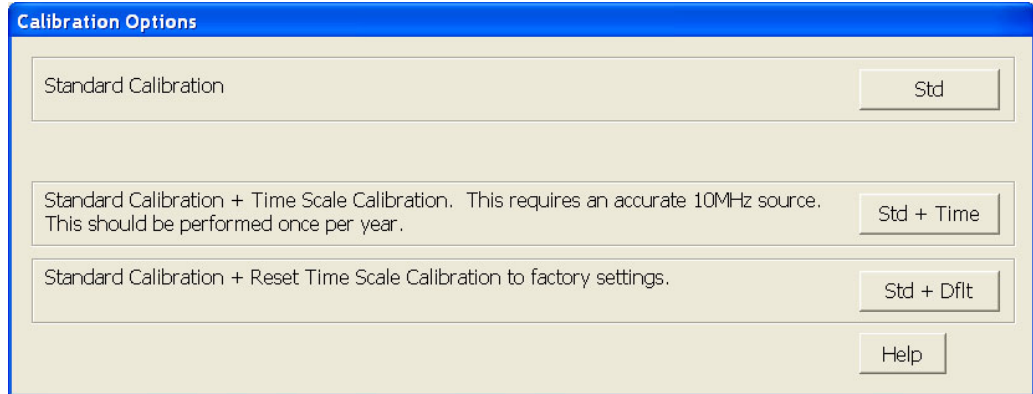 Calibration Options
Standard Calibration
Std
Standard Calibration + Time Scale Calibration.  This requires an accurate 10MHz source.
This should be performed once per year.
Std + Time
Standard Calibration + Reset Time Scale Calibration to factory settings.
Std + Dflt
Help